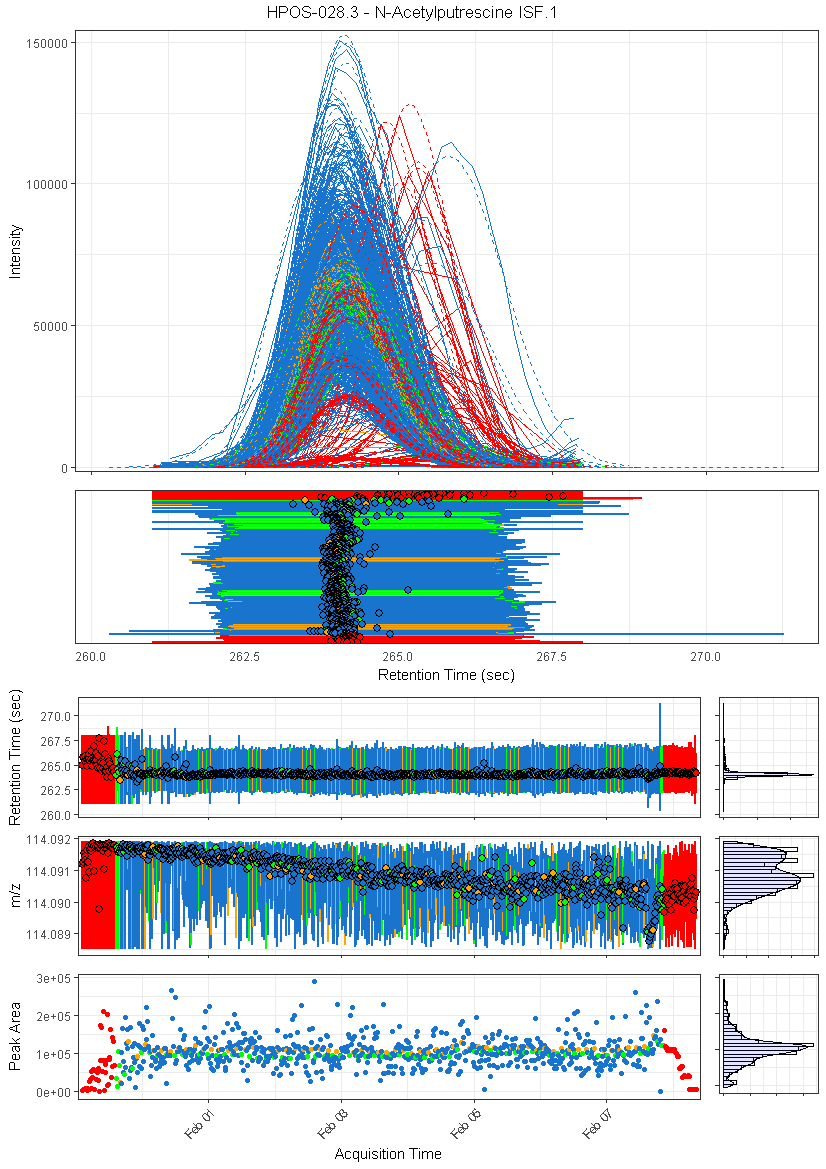 HPOS-028.3 - N-Acetylputrescine ISF.1
150000
100000
50000
0
Intensity
260.0 262.5 265.0 267.5 270.0
Retention Time (sec)
270.0
267.5
265.0
262.5
260.0
Retention Time (sec)
114.092
114.091
114.090
114.089
m/z
3e+05
2e+05
1e+05
0e+00
Peak Area
Feb 01 Feb 03 Feb 05 Feb 07
Acquisition Time